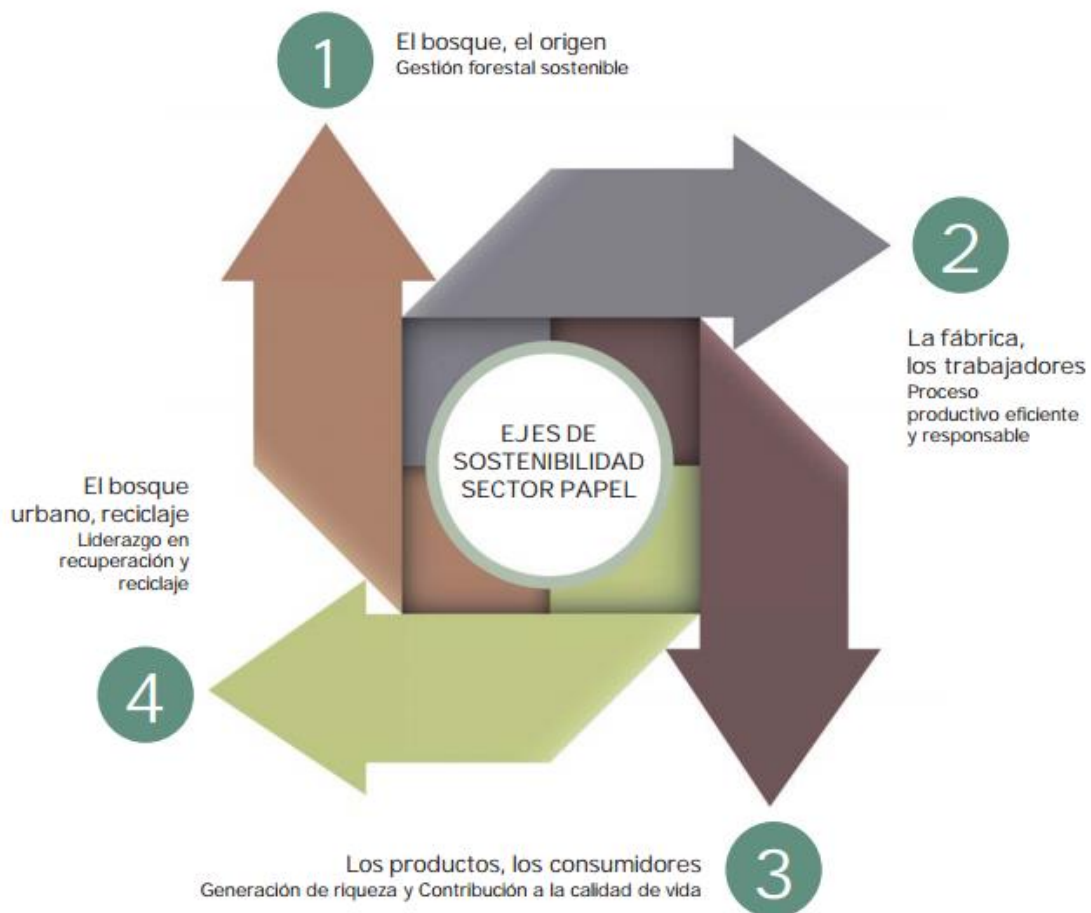 1
El bosque, el origen
Gestión forestal sostenible
2
La fábrica,
los trabajadores
Proceso
productivo eficiente
y responsable
EJES DE
SOSTENIBILIDAD
SECTOR PAPEL
El bosque
urbano, reciclaje
Liderazgo en
recuperación y
reciclaje
4
Los productos, los consumidores
Generación de riqueza y Contribución a la calidad de vida
3